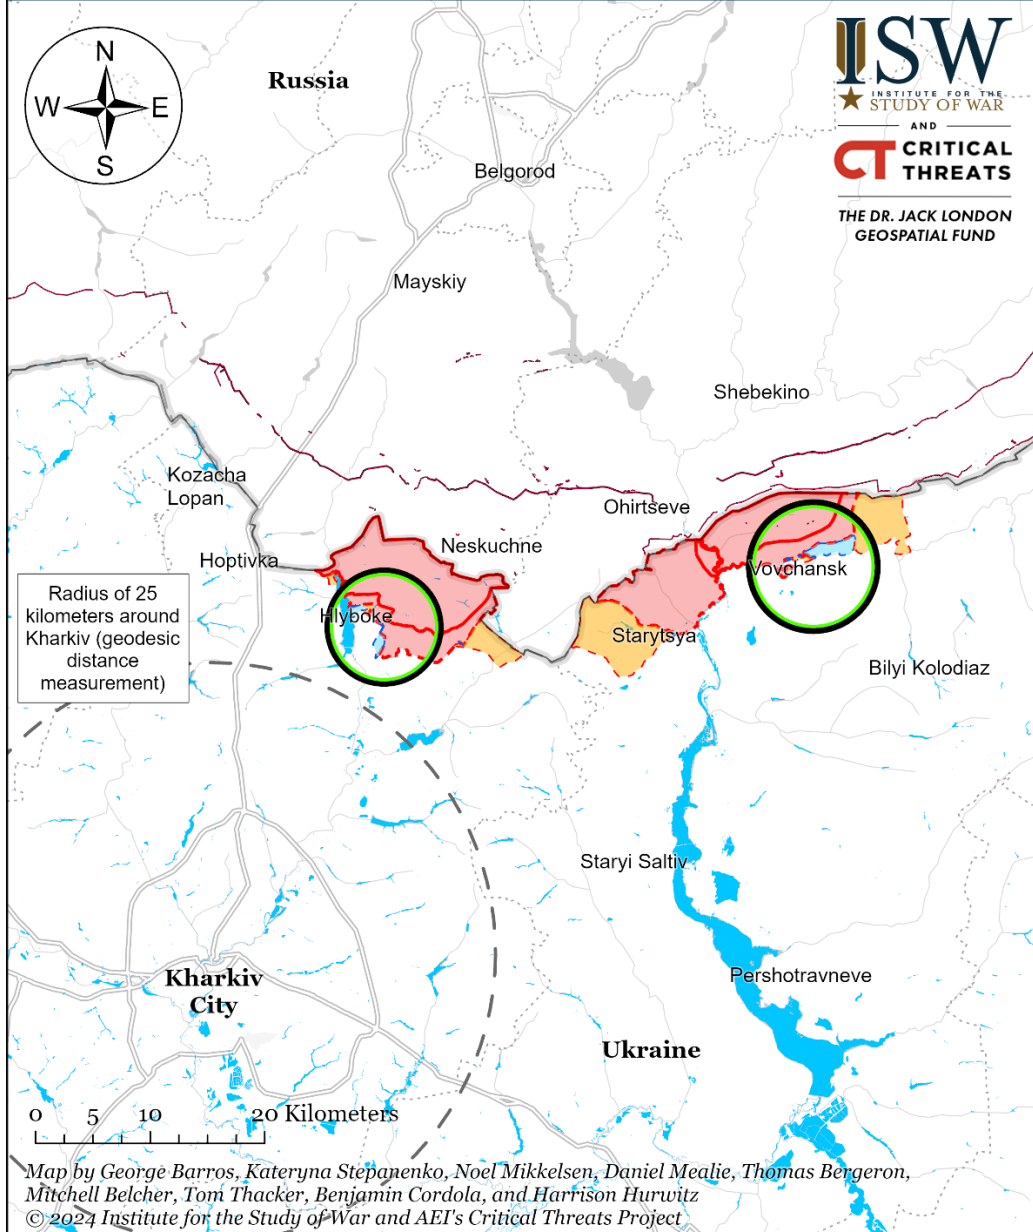 N
W E
S
Russia
ISW
INSTITUTE FOR THE
STUDY OF WAR
AND
CT CRITICAL
THREATS
THE DR. JACK LONDON
GEOSPATIAL FUND
Belgorod
Mayskiy
Shebekino
Kozacha
Lopan
Ohirtseve
Neskuchne
Hoptivka
Vovchansk
Radius of 25
kilometers around
Kharkiv (geodesic
distance
measurement)
Hlyboke
Starytsya
Bilyi Kolodiaz
Staryi Saltiv
Kharkiv
City
Pershotravneve
Ukraine
0 5 10 20 Kilometers
Map by George Barros, Kateryna Stepanenko, Noel Mikkelsen, Daniel Mealie, Thomas Bergeron,
Mitchell Belcher, Tom Thacker, Benjamin Cordola, and Harrison Hurwitz
© 2024 Institute for the Study of War and AEI's Critical Threats Project